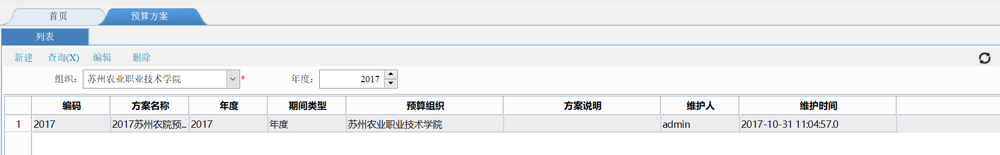 首页 预算方案
列表
新建 查询(X) 编辑 删除
组织： 苏州农业职业技术学院 * 年度： 2017
编码 方案名称 年度 期间类型 预算组织 方案说明 维护人 维护时间
1 2017 2017苏州农院预... 2017 年度 苏州农业职业技术学院 admin 2017-10-31 11:04:57.0